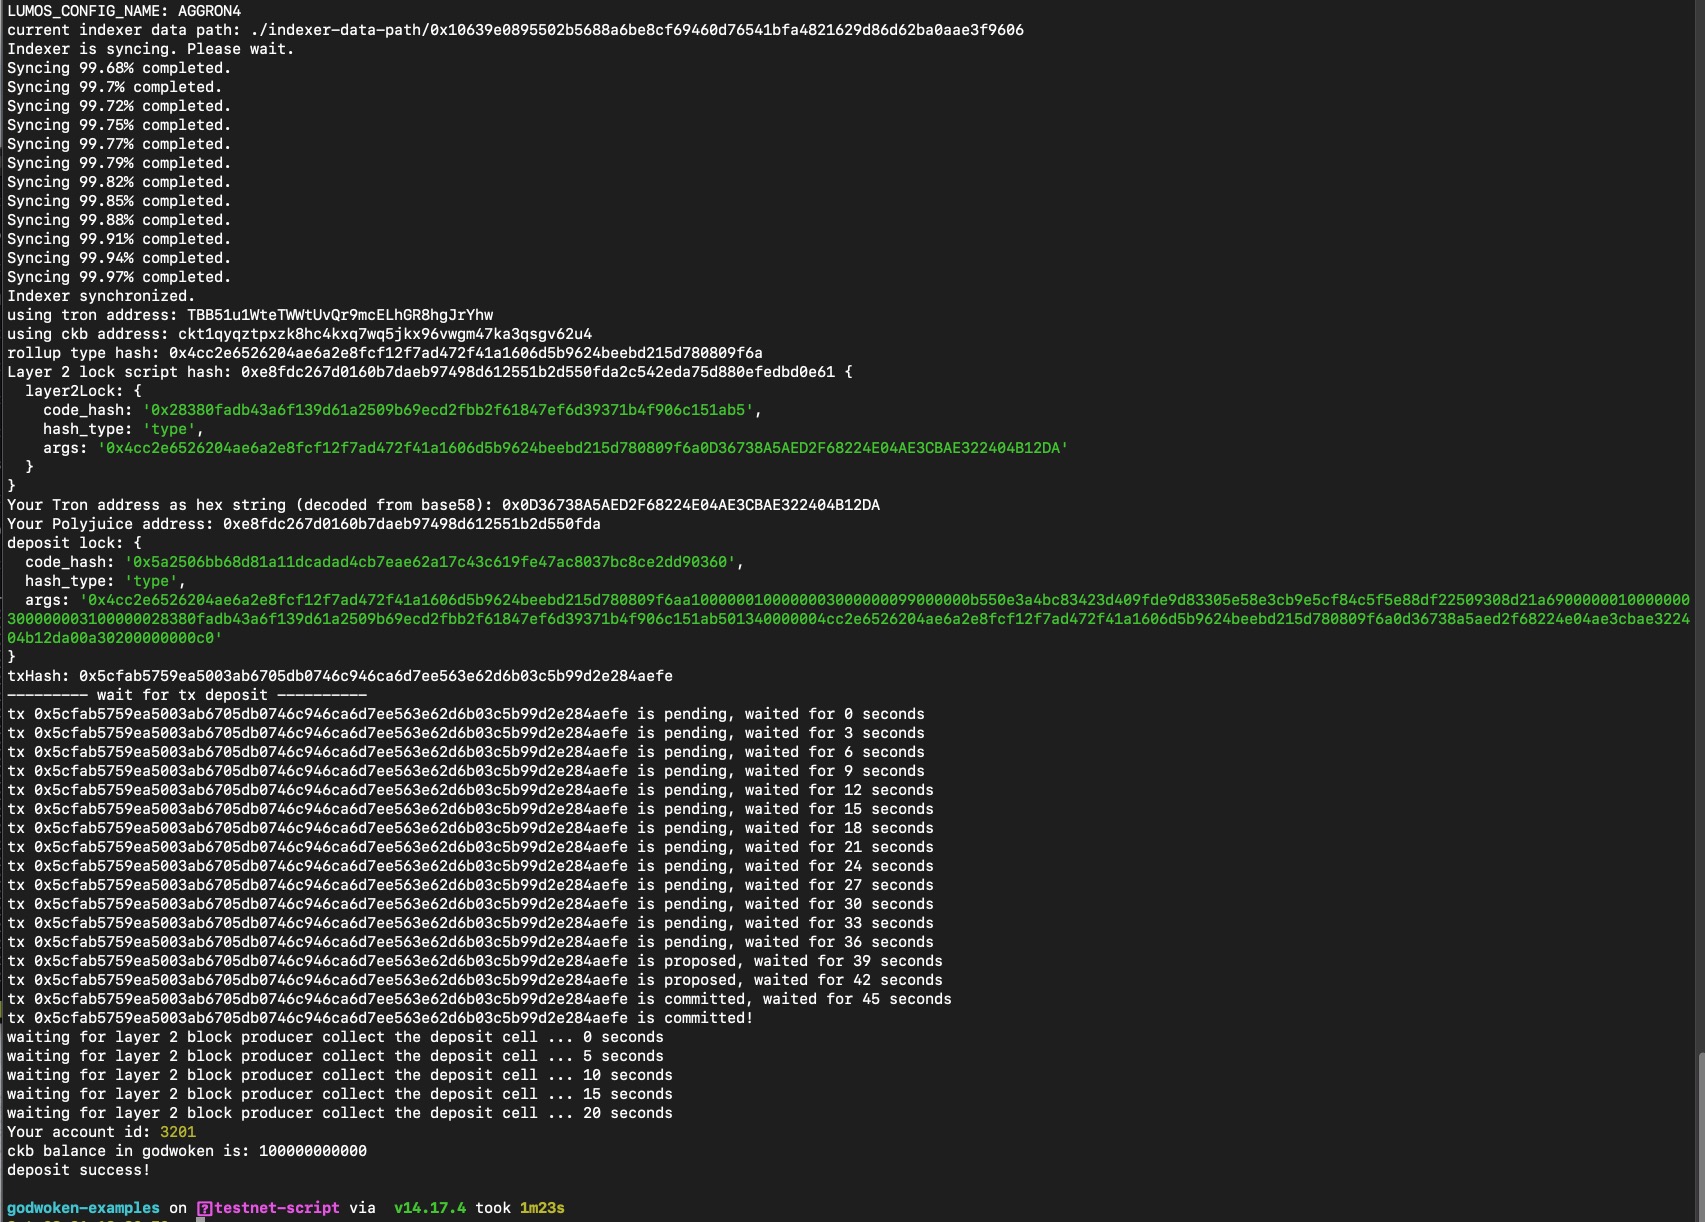 LUMOS_CONFIG_NAME: AGGRON4
current indexer data path: ./indexer-data-path/0x10639e0895502b5688a6be8cf69460d76541bfa4821629d86d62ba0aae3f9606
Indexer is syncing. Please wait.
Syncing 99.68% completed.
Syncing 99.7% completed.
Syncing 99.72% completed.
Syncing 99.75% completed.
Syncing 99.77% completed.
Syncing 99.79% completed.
Syncing 99.82% completed.
Syncing 99.85% completed.
Syncing 99.88% completed.
Syncing 99.91% completed.
Syncing 99.94% completed.
Syncing 99.97% completed.
Indexer synchronized.
using tron address: TBB51u1WteTWWtUvQr9mcELhGR8hgJrYhw
using ckb address: ckt1qyqztpxzk8hc4kxq7wq5jkx96vwgm47ka3qsgv62u4
rollup type hash: 0x4cc2e6526204ae6a2e8fcf12f7ad472f41a1606d5b9624beebd215d780809f6a
Layer 2 lock script hash: 0xe8fdc267d0160b7daeb97498d612551b2d550fda2c542eda75d880efedbd0e61 {
  layer2Lock: {
    code_hash: '0x28380fadb43a6f139d61a2509b69ecd2fbb2f61847ef6d39371b4f906c151ab5',
    hash_type: 'type',
    args: '0x4cc2e6526204ae6a2e8fcf12f7ad472f41a1606d5b9624beebd215d780809f6a0D36738A5AED2F68224E04AE3CBAE322404B12DA'
  }
}
Your Tron address as hex string (decoded from base58): 0x0D36738A5AED2F68224E04AE3CBAE322404B12DA
Your Polyjuice address: 0xe8fdc267d0160b7daeb97498d612551b2d550fda
deposit lock: {
  code_hash: '0x5a2506bb68d81a11dcadad4cb7eae62a17c43c619fe47ac8037bc8ce2dd90360',
  hash_type: 'type',
  args: '0x4cc2e6526204ae6a2e8fcf12f7ad472f41a1606d5b9624beebd215d780809f6aa1000000100000003000000099000000b550e3a4bc83423d409fde9d83305e58e3cb9e5cf84c5f5e88df22509308d21a6900000010000000
300000003100000028380fadb43a6f139d61a2509b69ecd2fbb2f61847ef6d39371b4f906c151ab501340000004cc2e6526204ae6a2e8fcf12f7ad472f41a1606d5b9624beebd215d780809f6a0d36738a5aed2f68224e04ae3cbae3224
04b12da00a30200000000c0'
}
txHash: 0x5cfab5759ea5003ab6705db0746c946ca6d7ee563e62d6b03c5b99d2e284aefe
--------- wait for tx deposit ----------
tx 0x5cfab5759ea5003ab6705db0746c946ca6d7ee563e62d6b03c5b99d2e284aefe is pending, waited for 0 seconds
tx 0x5cfab5759ea5003ab6705db0746c946ca6d7ee563e62d6b03c5b99d2e284aefe is pending, waited for 3 seconds
tx 0x5cfab5759ea5003ab6705db0746c946ca6d7ee563e62d6b03c5b99d2e284aefe is pending, waited for 6 seconds
tx 0x5cfab5759ea5003ab6705db0746c946ca6d7ee563e62d6b03c5b99d2e284aefe is pending, waited for 9 seconds
tx 0x5cfab5759ea5003ab6705db0746c946ca6d7ee563e62d6b03c5b99d2e284aefe is pending, waited for 12 seconds
tx 0x5cfab5759ea5003ab6705db0746c946ca6d7ee563e62d6b03c5b99d2e284aefe is pending, waited for 15 seconds
tx 0x5cfab5759ea5003ab6705db0746c946ca6d7ee563e62d6b03c5b99d2e284aefe is pending, waited for 18 seconds
tx 0x5cfab5759ea5003ab6705db0746c946ca6d7ee563e62d6b03c5b99d2e284aefe is pending, waited for 21 seconds
tx 0x5cfab5759ea5003ab6705db0746c946ca6d7ee563e62d6b03c5b99d2e284aefe is pending, waited for 24 seconds
tx 0x5cfab5759ea5003ab6705db0746c946ca6d7ee563e62d6b03c5b99d2e284aefe is pending, waited for 27 seconds
tx 0x5cfab5759ea5003ab6705db0746c946ca6d7ee563e62d6b03c5b99d2e284aefe is pending, waited for 30 seconds
tx 0x5cfab5759ea5003ab6705db0746c946ca6d7ee563e62d6b03c5b99d2e284aefe is pending, waited for 33 seconds
tx 0x5cfab5759ea5003ab6705db0746c946ca6d7ee563e62d6b03c5b99d2e284aefe is pending, waited for 36 seconds
tx 0x5cfab5759ea5003ab6705db0746c946ca6d7ee563e62d6b03c5b99d2e284aefe is proposed, waited for 39 seconds
tx 0x5cfab5759ea5003ab6705db0746c946ca6d7ee563e62d6b03c5b99d2e284aefe is proposed, waited for 42 seconds
tx 0x5cfab5759ea5003ab6705db0746c946ca6d7ee563e62d6b03c5b99d2e284aefe is committed, waited for 45 seconds
tx 0x5cfab5759ea5003ab6705db0746c946ca6d7ee563e62d6b03c5b99d2e284aefe is committed!
waiting for layer 2 block producer collect the deposit cell ... 0 seconds
waiting for layer 2 block producer collect the deposit cell ... 5 seconds
waiting for layer 2 block producer collect the deposit cell ... 10 seconds
waiting for layer 2 block producer collect the deposit cell ... 15 seconds
waiting for layer 2 block producer collect the deposit cell ... 20 seconds
Your account id: 3201
ckb balance in godwoken is: 100000000000
deposit success!
godwoken-examples on testnet-script via v14.17.4 took 1m23s